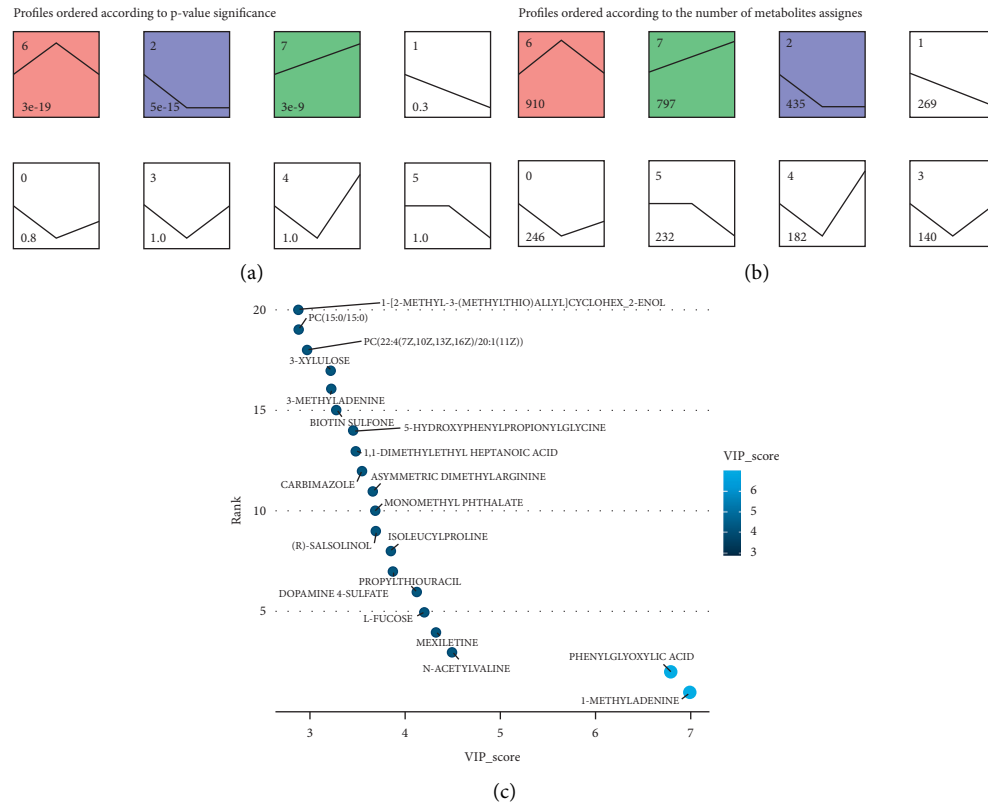 Profiles ordered according to p-value significance
6
3e-19
2
5e-15
7
3e-9
1
0.3
0
0.8
3
1.0
4
1.0
5
1.0
(a)
Profiles ordered according to the number of metabolites assignes
6
910
7
797
2
435
1
269
0
246
5
232
4
182
3
140
(b)
Rank
20
15
10
5
1-[2-METHYL-3-(METHYLTHIO)ALLYL]CYCLOHEX_2-ENOL
PC(15:0/15:0)
PC(22:4(7Z,10Z,13Z,16Z)/20:1(11Z))
3-XYLULOSE
3-METHYLADENINE
BIOTIN SULFONE
5-HYDROXYPHENYLPROPIONYLGLYCINE
1,1-DIMETHYLETHYL HEPTANOIC ACID
CARBIMAZOLE
ASYMMETRIC DIMETHYLARGININE
MONOMETHYL PHTHALATE
(R)-SALSOLINOL
ISOLEUCYLPROLINE
PROPYLTHIOURACIL
DOPAMINE 4-SULFATE
L-FUCOSE
MEXILETINE
N-ACETYLVALINE
PHENYLGLYOXYLIC ACID
1-METHYLADENINE
3
4
5
6
7
VIP_score
VIP_score
6
5
4
3
(c)